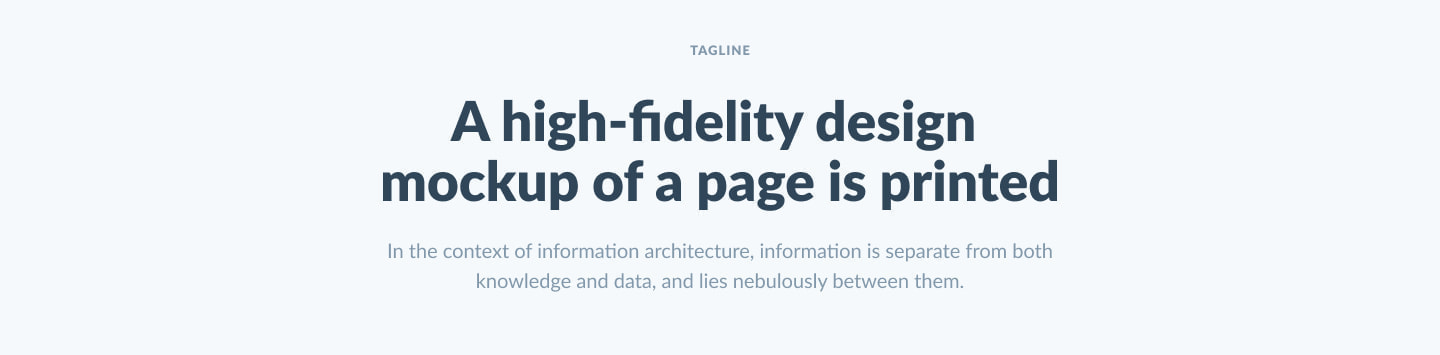 TAGLINE
A high-fidelity design
mockup of a page is printed
In the context of information architecture, information is separate from both
knowledge and data, and lies nebulously between them.